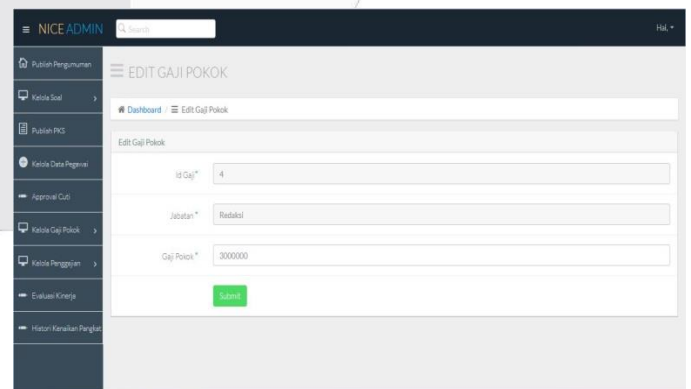 NICE ADMIN
Search
Hai,
Publish Pengumuman
Kelola Soal
Publish PKS
Kelola Data Pegawai
Approval Cuti
Kelola Gaji Pokok
Kelola Penggajian
Evaluasi Kinerja
Histori Kenaikan Pangkat
EDIT GAJI POKOK
Dashboard / Edit Gaji Pokok
Edit Gaji Pokok
Id Gaji* 4
Jabatan* Redaksi
Gaji Pokok* 3000000
Submit